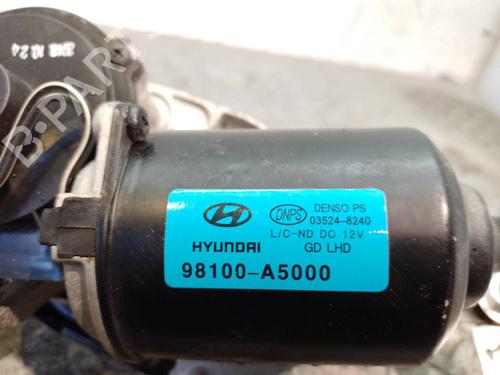 B-PARTS
DNPS
DENSO PS
03524-8240
L/C-ND DC 12V
HYUNDAI
GD LHD
98100-A5000